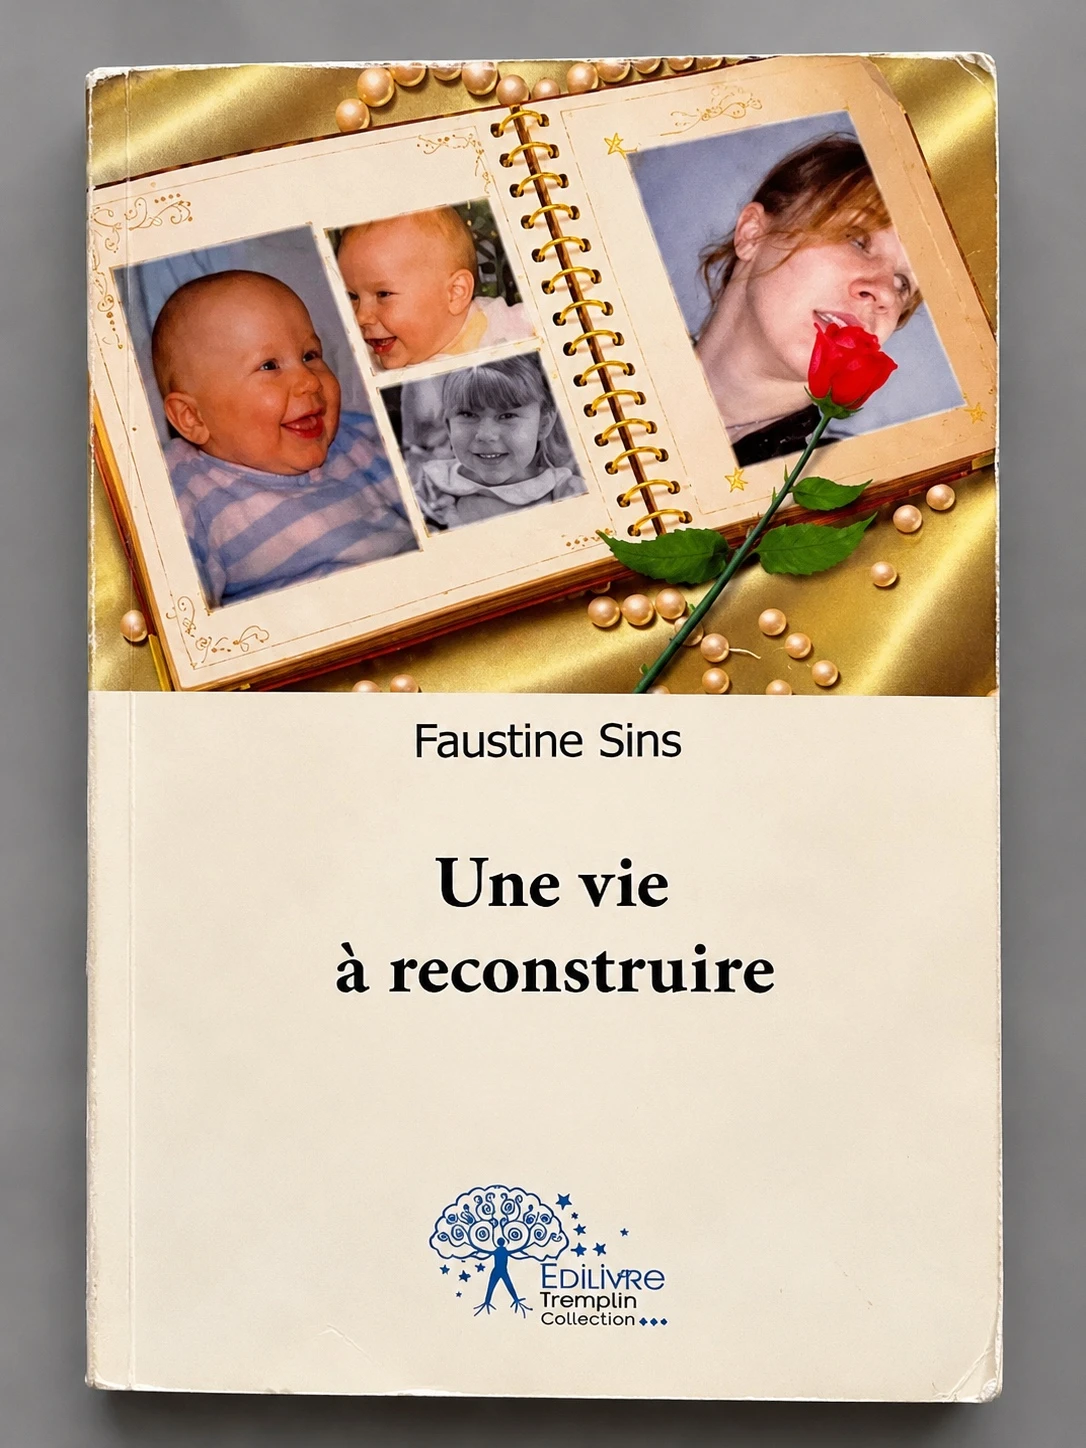 Faustine Sins
Une vie
à reconstruire
EDILIVRE
Tremplin
Collection